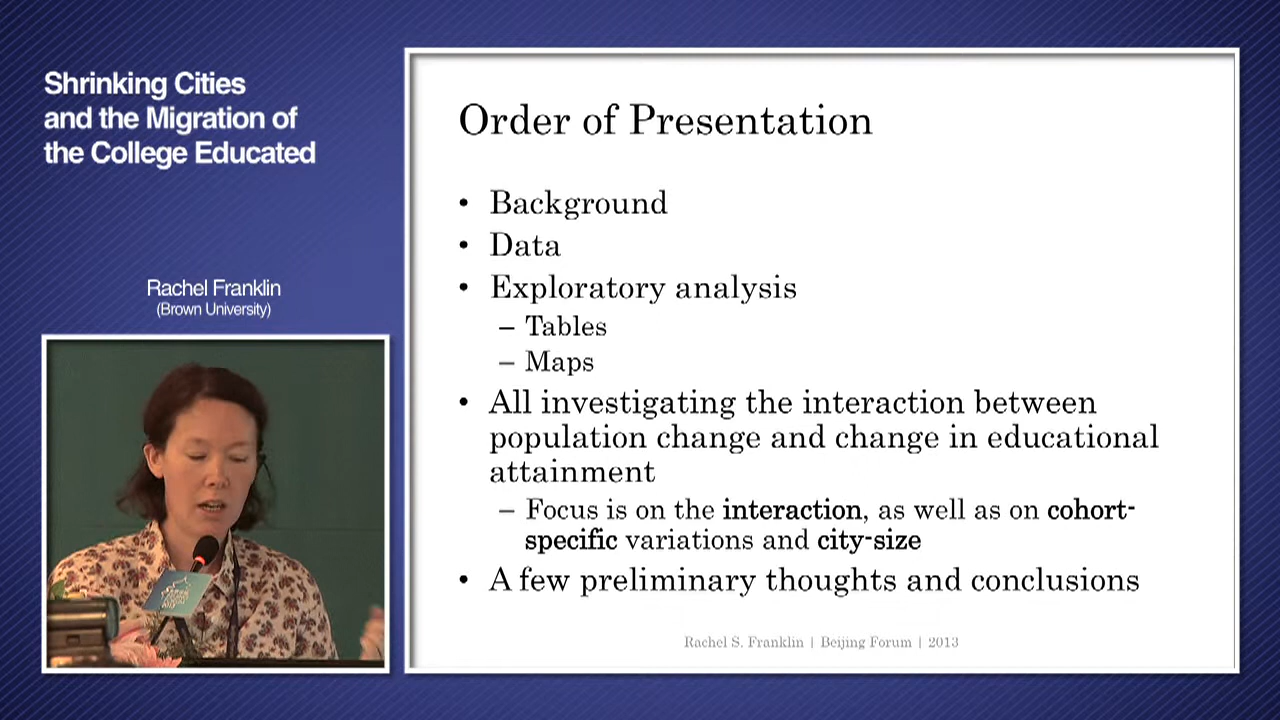 Shrinking Cities
and the Migration of
the College Educated
Rachel Franklin
(Brown University)
Order of Presentation
• Background
• Data
• Exploratory analysis
– Tables
– Maps
• All investigating the interaction between
population change and change in educational
attainment
– Focus is on the interaction, as well as on cohort-
specific variations and city-size
• A few preliminary thoughts and conclusions
Rachel S. Franklin | Beijing Forum | 2013